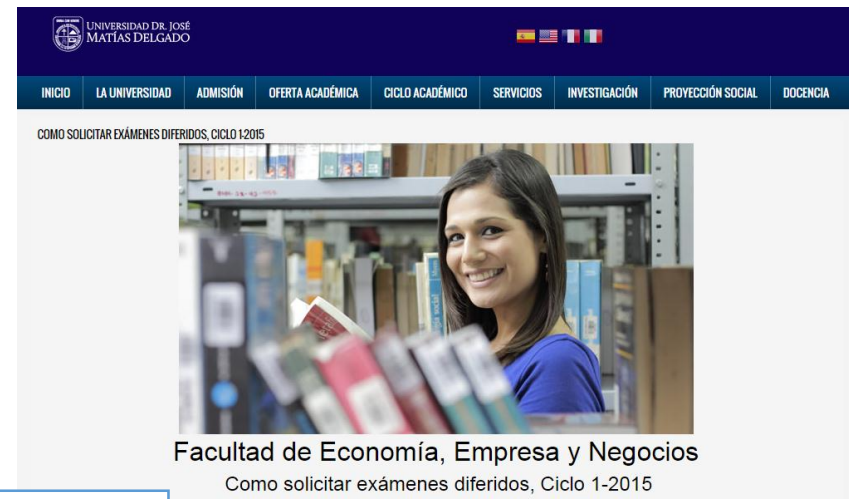 UNIVERSIDAD DR. JOSÉ
MATÍAS DELGADO
INICIO LA UNIVERSIDAD ADMISIÓN OFERTA ACADÉMICA CICLO ACADÉMICO SERVICIOS INVESTIGACIÓN PROYECCIÓN SOCIAL DOCENCIA
COMO SOLICITAR EXÁMENES DIFERIDOS, CICLO 1-2015
Facultad de Economía, Empresa y Negocios
Como solicitar exámenes diferidos, Ciclo 1-2015